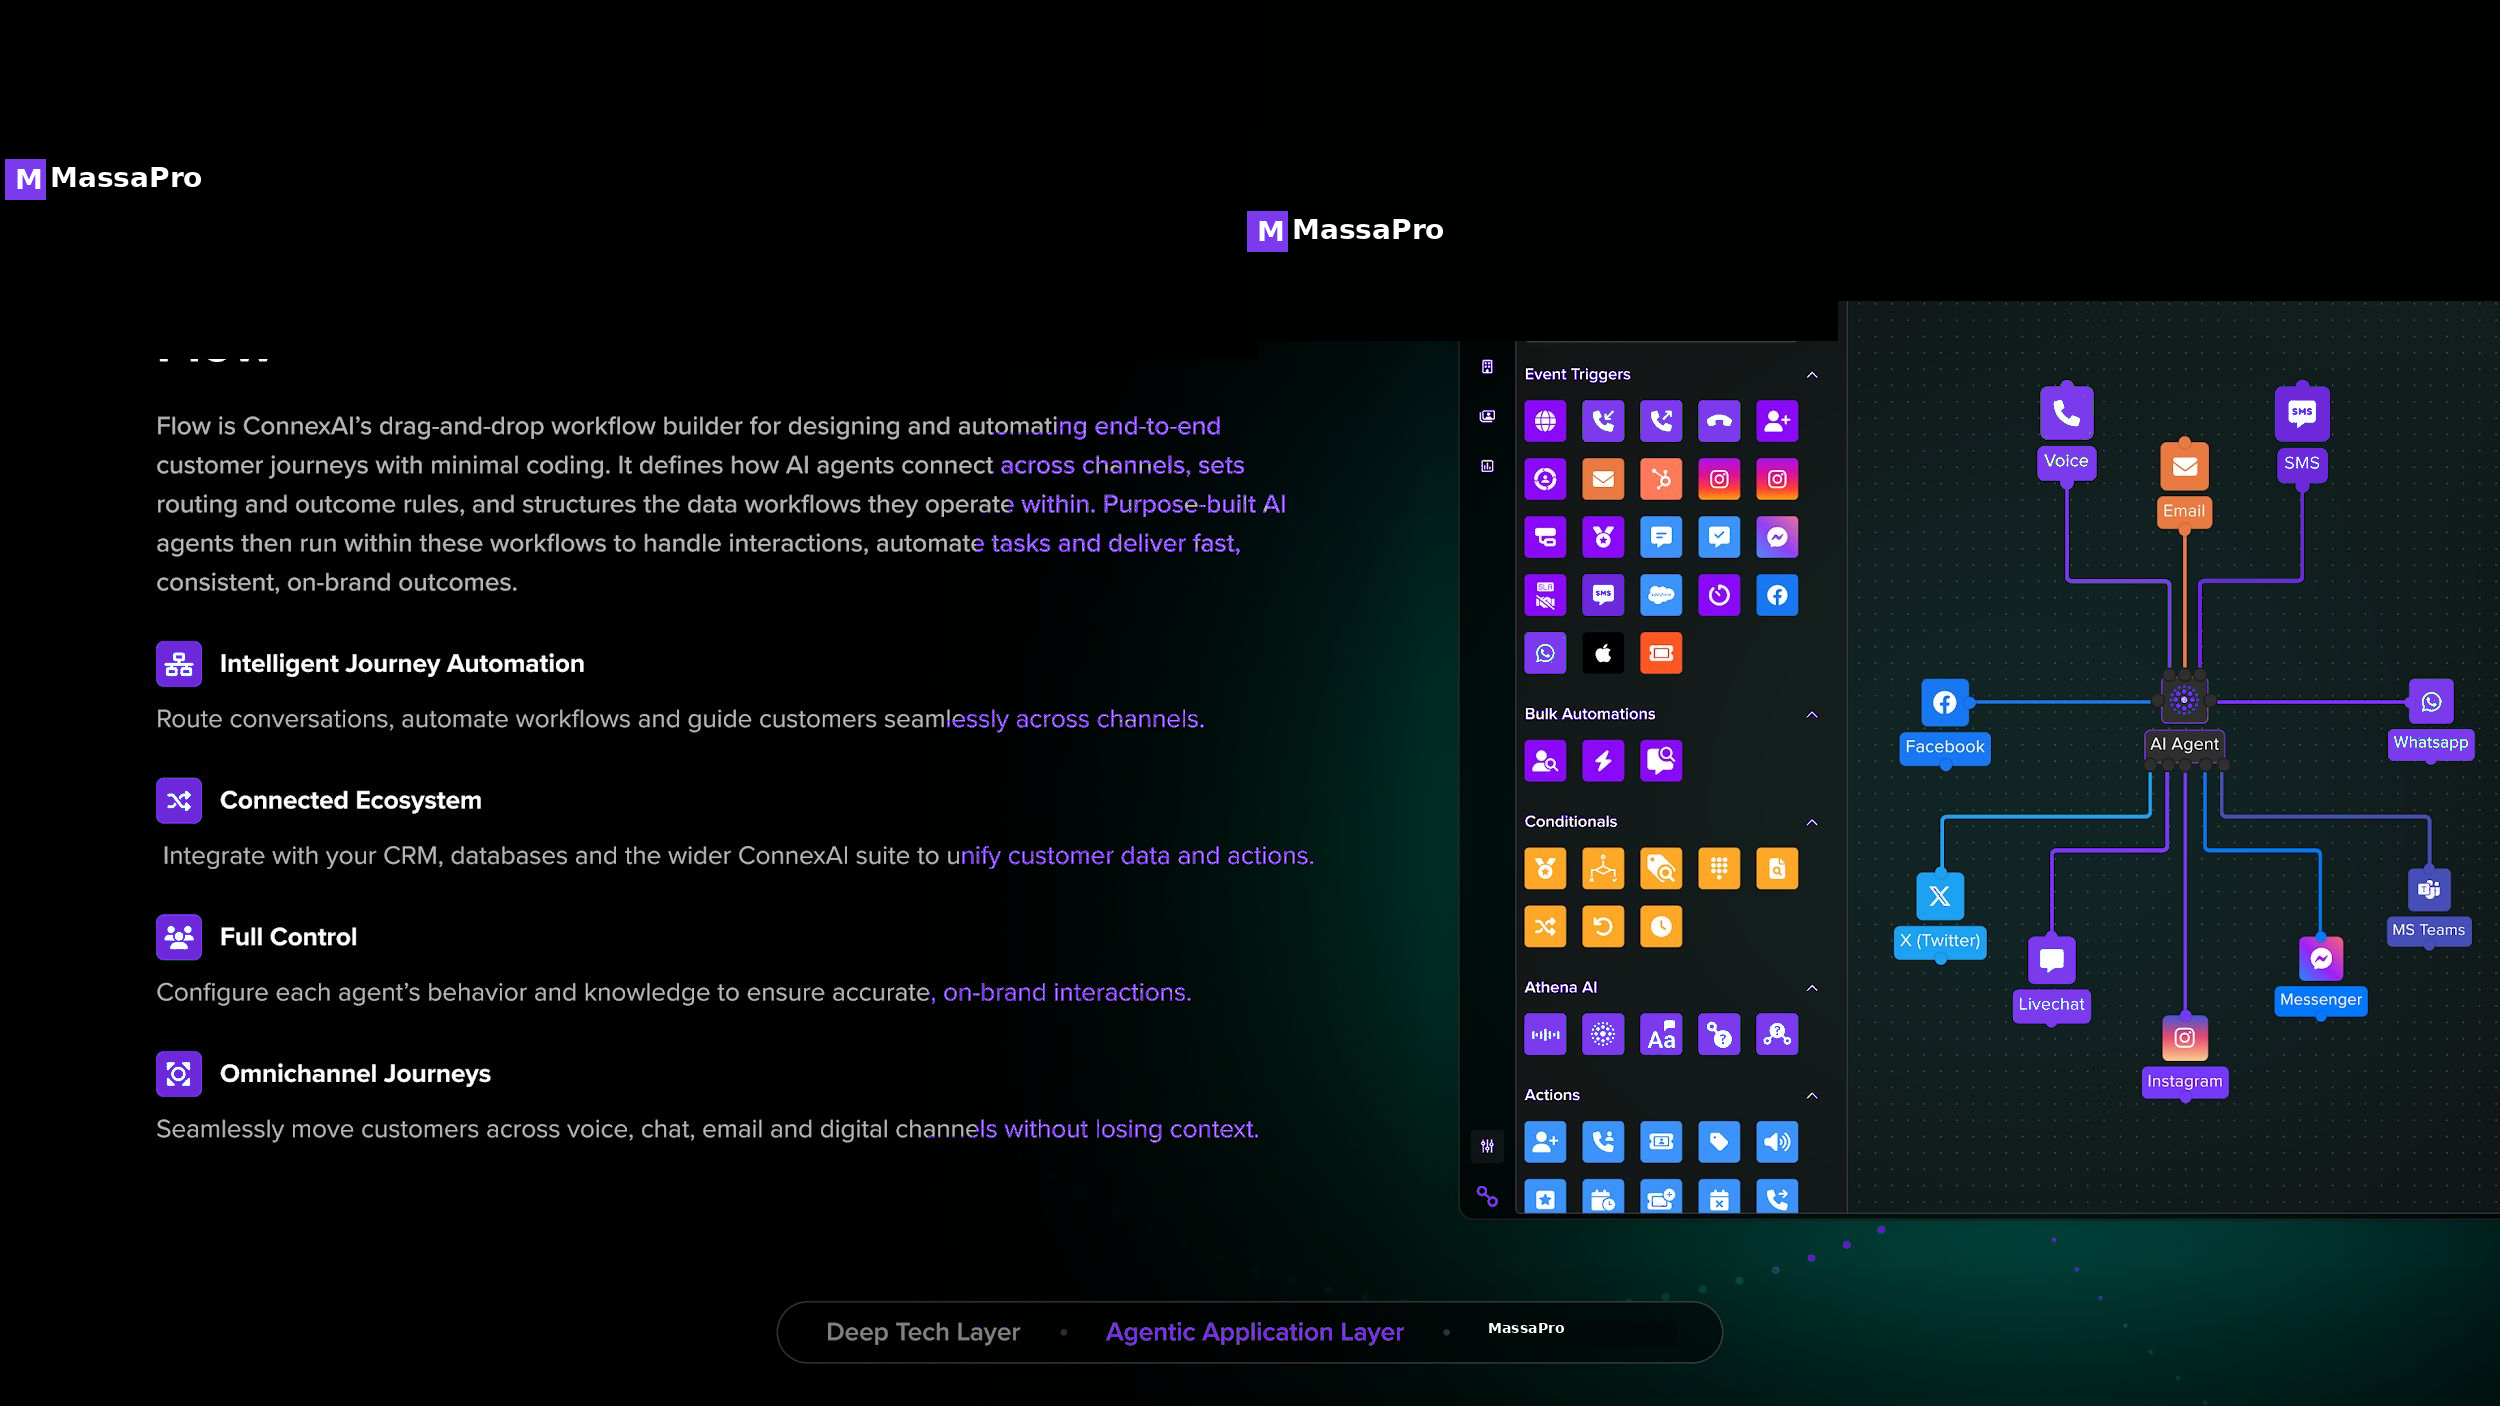 M MassaPro
M MassaPro
Flow is ConnexAI’s drag-and-drop workflow builder for designing and automating end-to-end
customer journeys with minimal coding. It defines how AI agents connect across channels, sets
routing and outcome rules, and structures the data workflows they operate within. Purpose-built AI
agents then run within these workflows to handle interactions, automate tasks and deliver fast,
consistent, on-brand outcomes.
Intelligent Journey Automation
Route conversations, automate workflows and guide customers seamlessly across channels.
Connected Ecosystem
Integrate with your CRM, databases and the wider ConnexAI suite to unify customer data and actions.
Full Control
Configure each agent’s behavior and knowledge to ensure accurate, on-brand interactions.
Omnichannel Journeys
Seamlessly move customers across voice, chat, email and digital channels without losing context.
Event Triggers
SLA
SMS
Bulk Automations
Conditionals
Athena AI
Aa
Actions
SMS
Voice
SMS
Email
Facebook
AI Agent
Whatsapp
X (Twitter)
MS Teams
Livechat
Messenger
Instagram
Deep Tech Layer • Agentic Application Layer • MassaPro